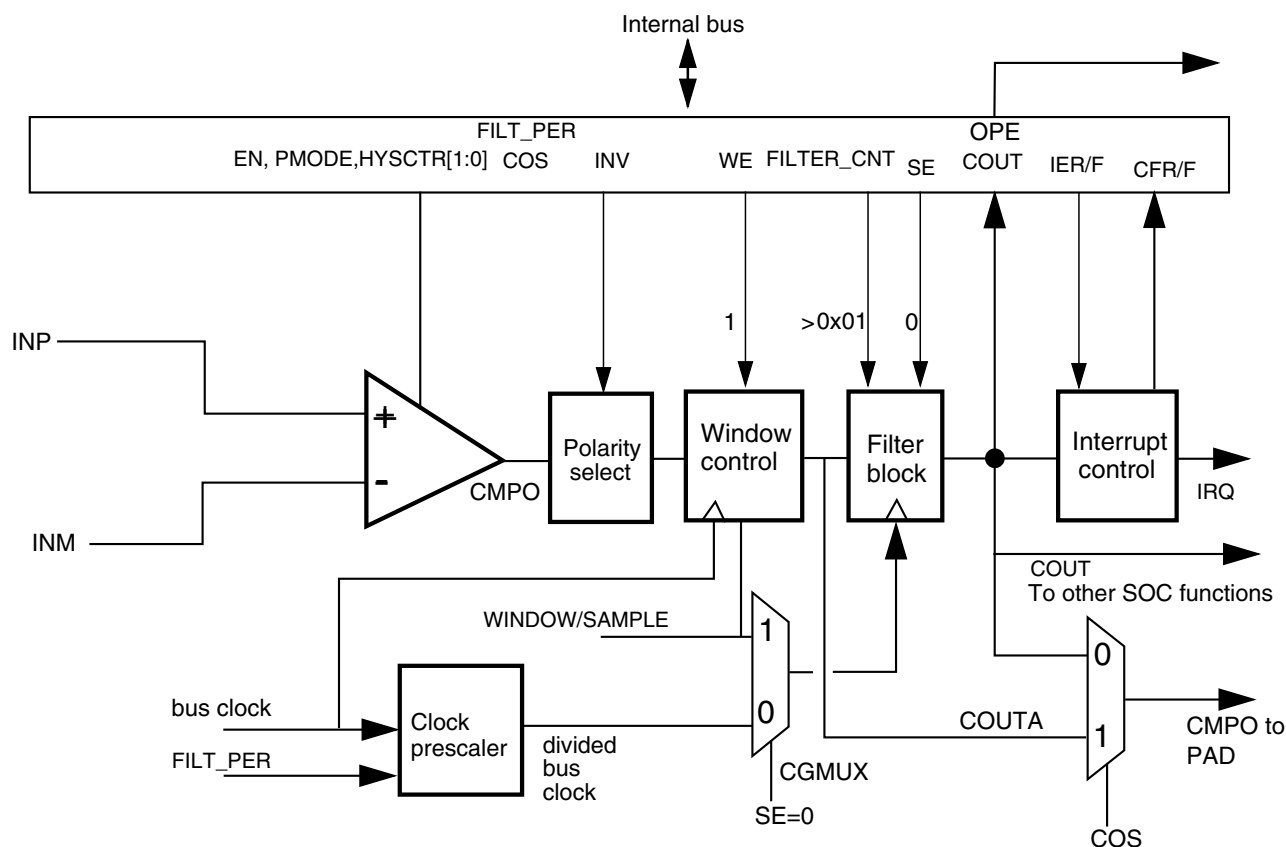 Internal bus
FILT_PER
OPE
EN, PMODE,HYSCTR[1:0]
COS
INV
WE
FILTER_CNT
SE
COUT
IER/F
CFR/F
1
>0x01
0
INP
+
-
INM
CMPO
Polarity
select
Window
control
Filter
block
Interrupt
control
IRQ
COUT
To other SOC functions
WINDOW/SAMPLE
1
0
bus clock
FILT_PER
Clock
prescaler
divided
bus
clock
CGMUX
SE=0
COUTA
0
1
CMPO to
PAD
COS